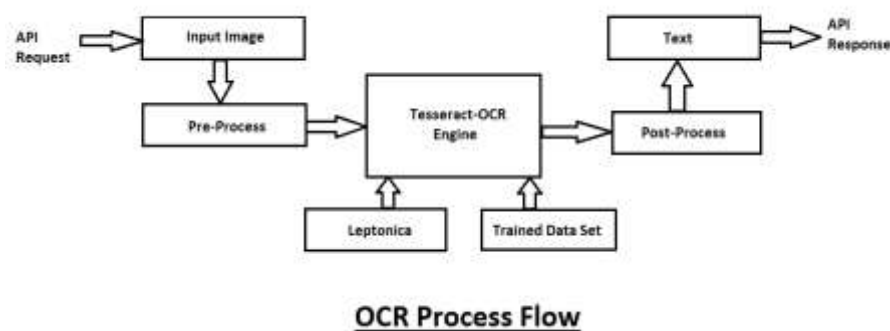 API
Request
Input Image
Pre-Process
Tesseract-OCR
Engine
Leptonica
Trained Data Set
Post-Process
Text
API
Response
OCR Process Flow